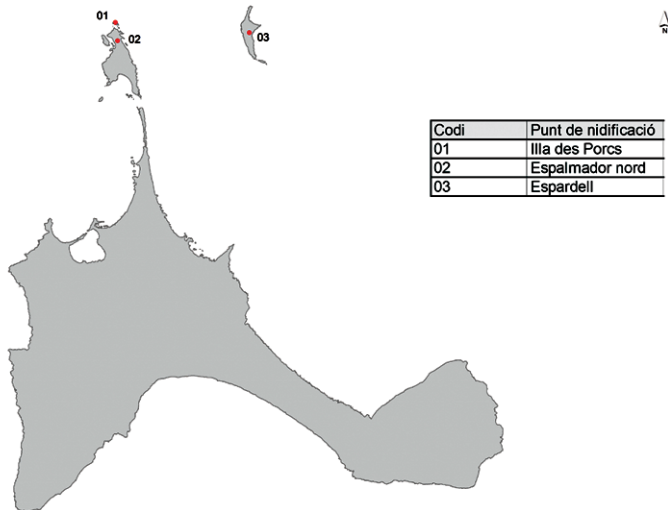 01
02
03
N
Codi Punt de nidificació
01 Illa des Porcs
02 Espalmador nord
03 Espardell